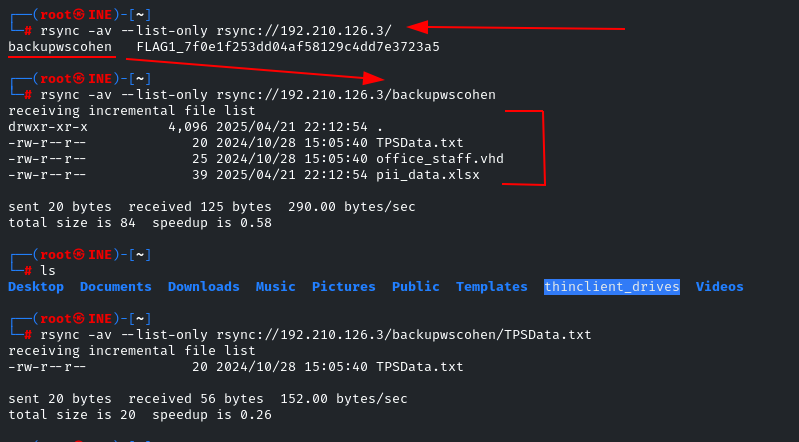 ┌──(root㉿INE)-[~]
└─# rsync -av --list-only rsync://192.210.126.3/
backupwscohen   FLAG1_7f0e1f253dd04af58129c4dd7e3723a5
┌──(root㉿INE)-[~]
└─# rsync -av --list-only rsync://192.210.126.3/backupwscohen
receiving incremental file list
drwxr-xr-x          4,096 2025/04/21 22:12:54 .
-rw-r--r--             20 2024/10/28 15:05:40 TPSData.txt
-rw-r--r--             25 2024/10/28 15:05:40 office_staff.vhd
-rw-r--r--             39 2025/04/21 22:12:54 pii_data.xlsx
sent 20 bytes  received 125 bytes  290.00 bytes/sec
total size is 84  speedup is 0.58
┌──(root㉿INE)-[~]
└─# ls
Desktop  Documents  Downloads  Music  Pictures  Public  Templates  thinclient_drives  Videos
┌──(root㉿INE)-[~]
└─# rsync -av --list-only rsync://192.210.126.3/backupwscohen/TPSData.txt
receiving incremental file list
-rw-r--r--             20 2024/10/28 15:05:40 TPSData.txt
sent 20 bytes  received 56 bytes  152.00 bytes/sec
total size is 20  speedup is 0.26